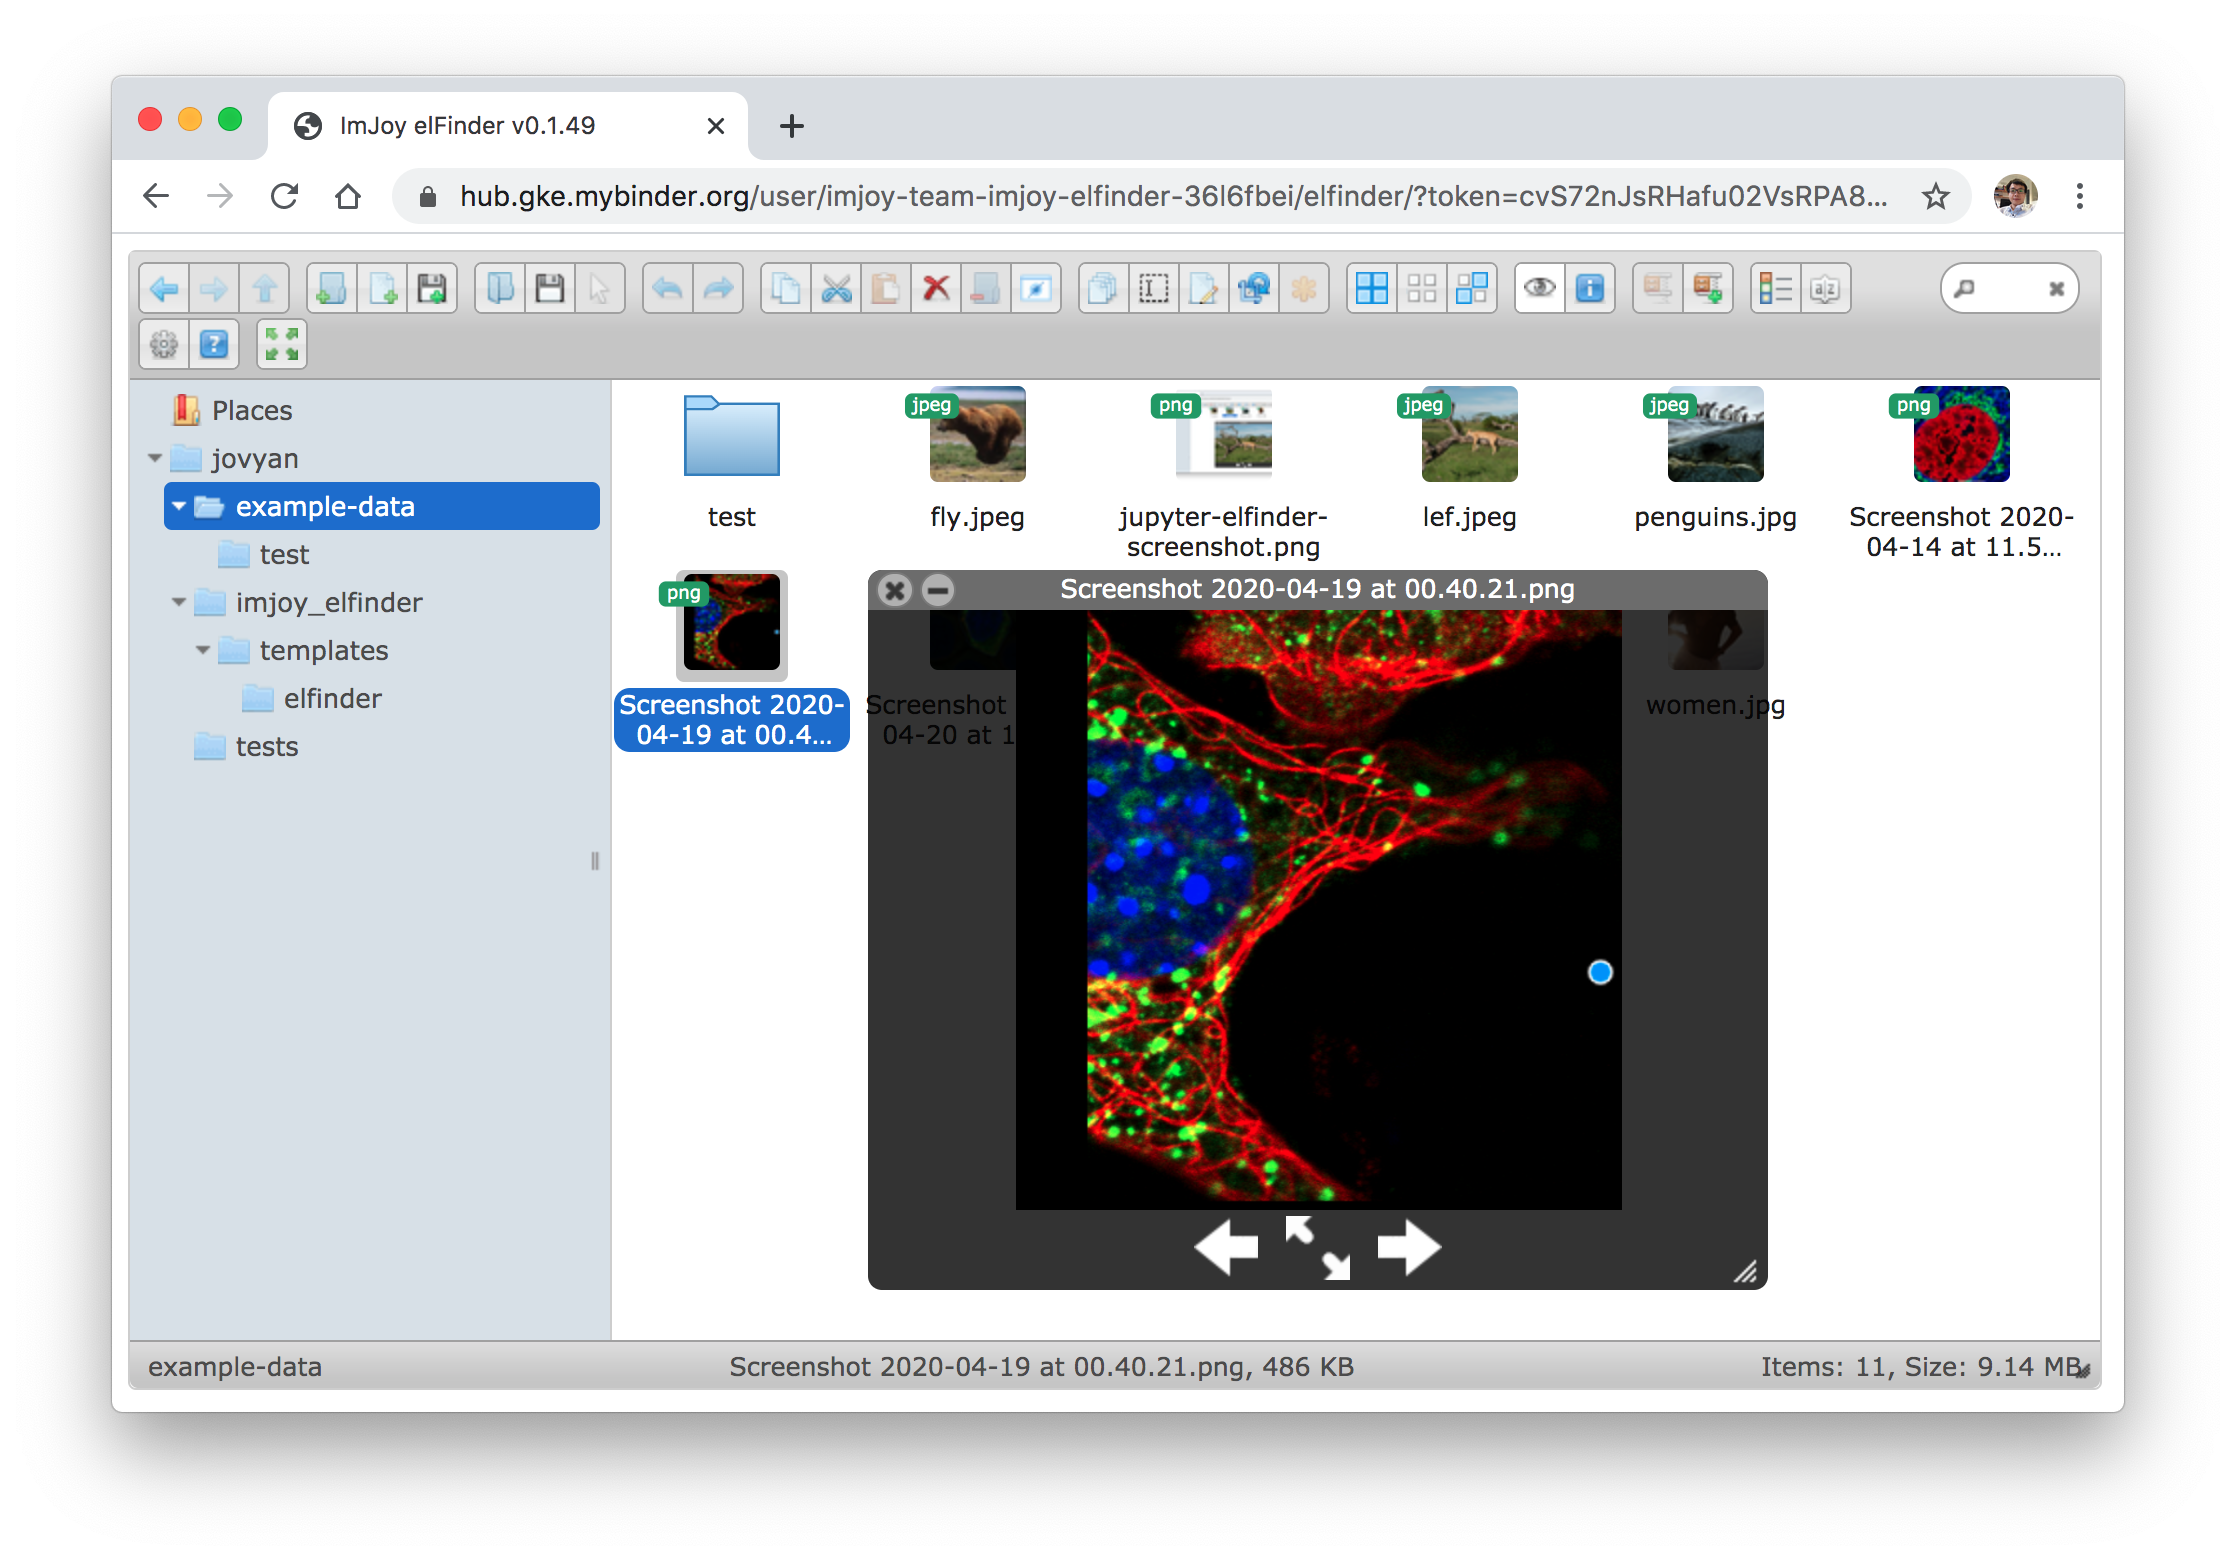 ImJoy elFinder v0.1.49
hub.gke.mybinder.org/user/imjoy-team-imjoy-elfinder-36l6fbei/elfinder/?token=cvS72nJsRHafu02VsRPA8...
Places
jovyan
example-data
test
imjoy_elfinder
templates
elfinder
tests
test
jpeg
fly.jpeg
png
jupyter-elfinder-
screenshot.png
jpeg
lef.jpeg
jpeg
penguins.jpg
png
Screenshot 2020-
04-14 at 11.5...
png
Screenshot 2020-
04-19 at 00.4...
Screenshot 2020-04-19 at 00.40.21.png
Screenshot
04-20 at 1
women.jpg
example-data
Screenshot 2020-04-19 at 00.40.21.png, 486 KB
Items: 11, Size: 9.14 MB